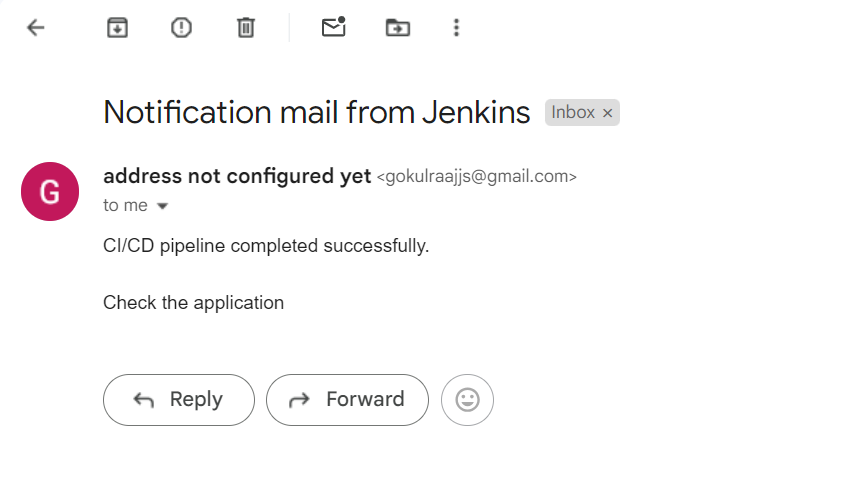 Notification mail from Jenkins Inbox ×
G
address not configured yet <gokulraajjs@gmail.com>
to me
CI/CD pipeline completed successfully.
Check the application
Reply Forward